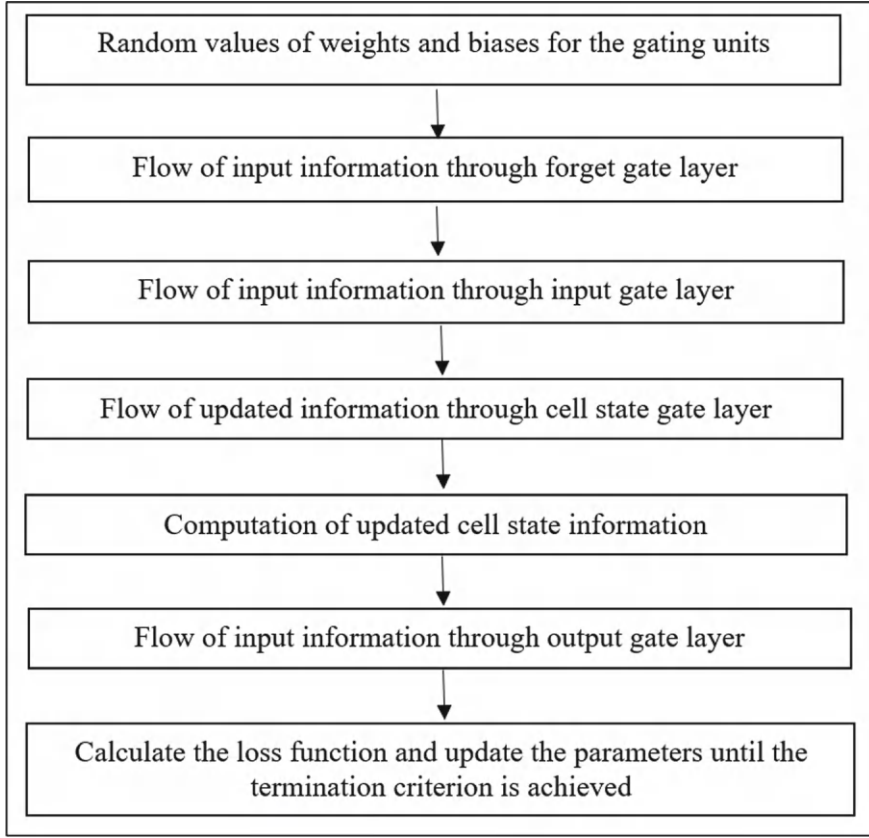 Random values of weights and biases for the gating units
Flow of input information through forget gate layer
Flow of input information through input gate layer
Flow of updated information through cell state gate layer
Computation of updated cell state information
Flow of input information through output gate layer
Calculate the loss function and update the parameters until the
termination criterion is achieved